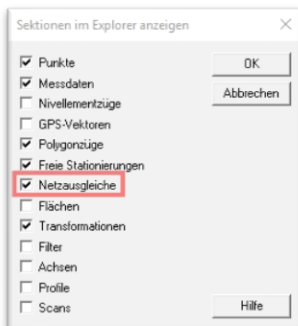 Sektionen im Explorer anzeigen
Punkte
OK
Messdaten
Abbrechen
Nivellementzüge
GPS-Vektoren
Polygonzüge
Freie Stationierungen
Netzausgleiche
Flächen
Transformationen
Filter
Achsen
Profile
Scans
Hilfe